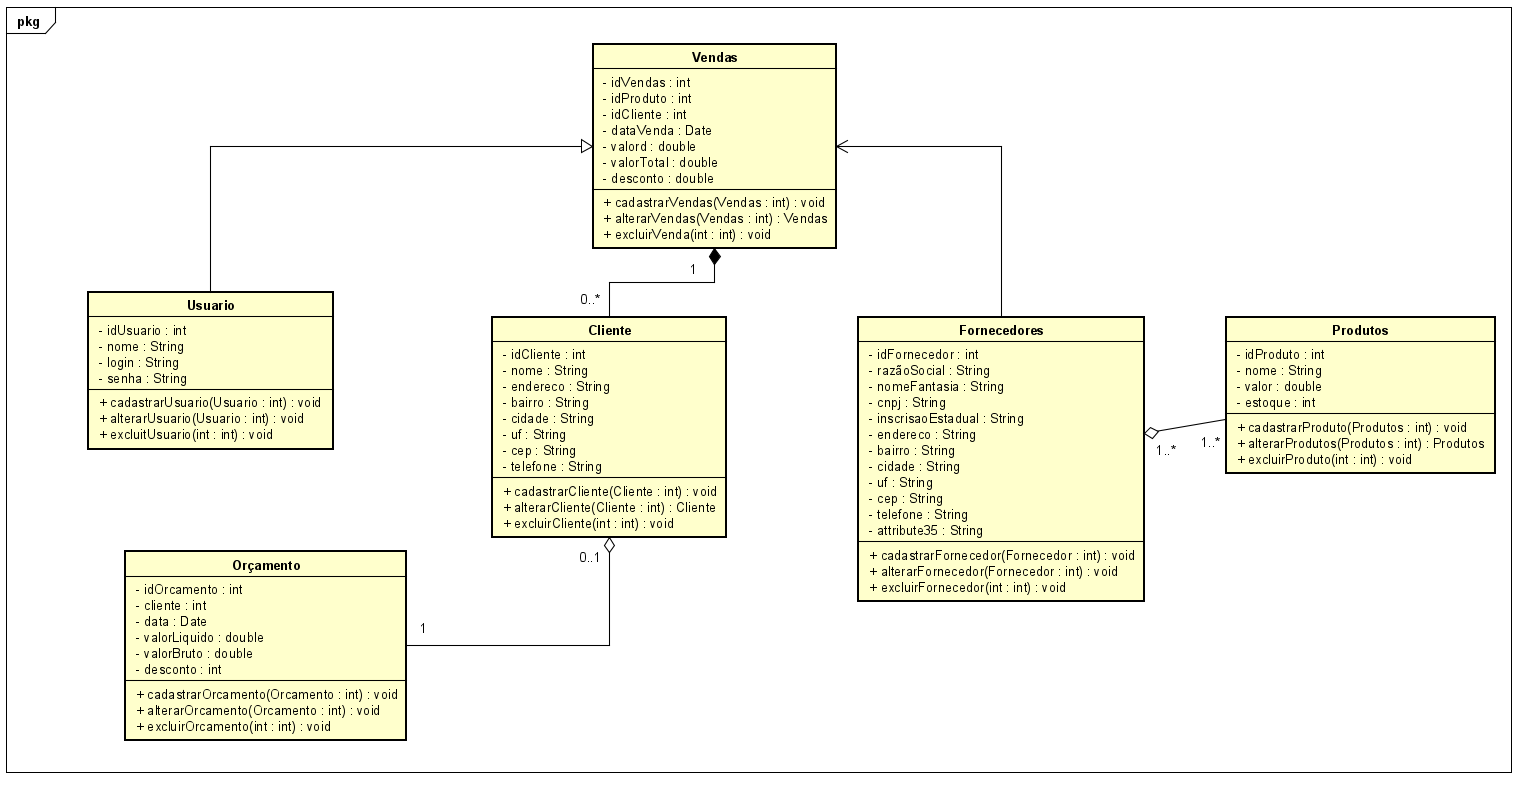 pkg
Vendas
- idVendas : int
- idProduto : int
- idCliente : int
- dataVenda : Date
- valord : double
- valorTotal : double
- desconto : double
+ cadastrarVendas(Vendas : int) : void
+ alterarVendas(Vendas : int) : Vendas
+ excluirVenda(int : int) : void
1
0..*
Usuario
- idUsuario : int
- nome : String
- login : String
- senha : String
+ cadastrarUsuario(Usuario : int) : void
+ alterarUsuario(Usuario : int) : void
+ excluitUsuario(int : int) : void
Cliente
- idCliente : int
- nome : String
- endereco : String
- bairro : String
- cidade : String
- uf : String
- cep : String
- telefone : String
+ cadastrarCliente(Cliente : int) : void
+ alterarCliente(Cliente : int) : Cliente
+ excluirCliente(int : int) : void
Fornecedores
- idFornecedor : int
- razãoSocial : String
- nomeFantasia : String
- cnpj : String
- inscrisaoEstadual : String
- endereco : String
- bairro : String
- cidade : String
- uf : String
- cep : String
- telefone : String
- attribute35 : String
+ cadastrarFornecedor(Fornecedor : int) : void
+ alterarFornecedor(Fornecedor : int) : void
+ excluirFornecedor(int : int) : void
1..*
1..*
Produtos
- idProduto : int
- nome : String
- valor : double
- estoque : int
+ cadastrarProduto(Produtos : int) : void
+ alterarProdutos(Produtos : int) : Produtos
+ excluirProduto(int : int) : void
0..1
1
Orçamento
- idOrcamento : int
- cliente : int
- data : Date
- valorLiquido : double
- valorBruto : double
- desconto : int
+ cadastrarOrcamento(Orcamento : int) : void
+ alterarOrcamento(Orcamento : int) : void
+ excluirOrcamento(int : int) : void